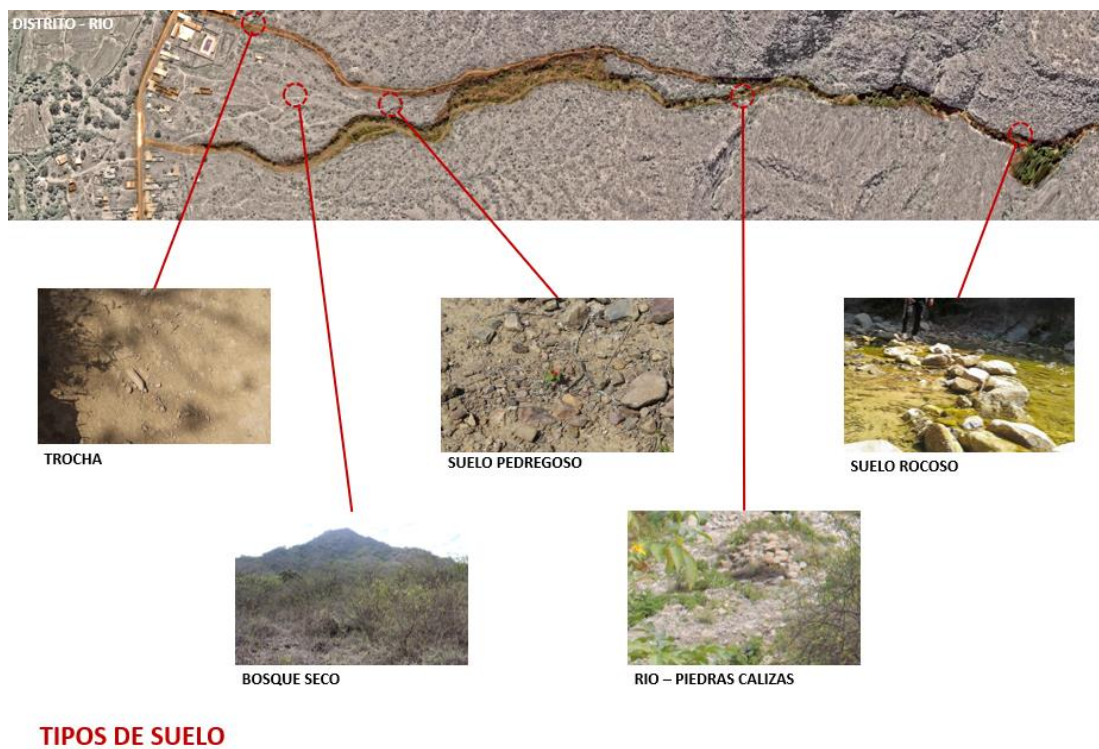 DISTRITO - RIO
TROCHA
SUELO PEDREGOSO
SUELO ROCOSO
BOSQUE SECO
RIO – PIEDRAS CALIZAS
TIPOS DE SUELO